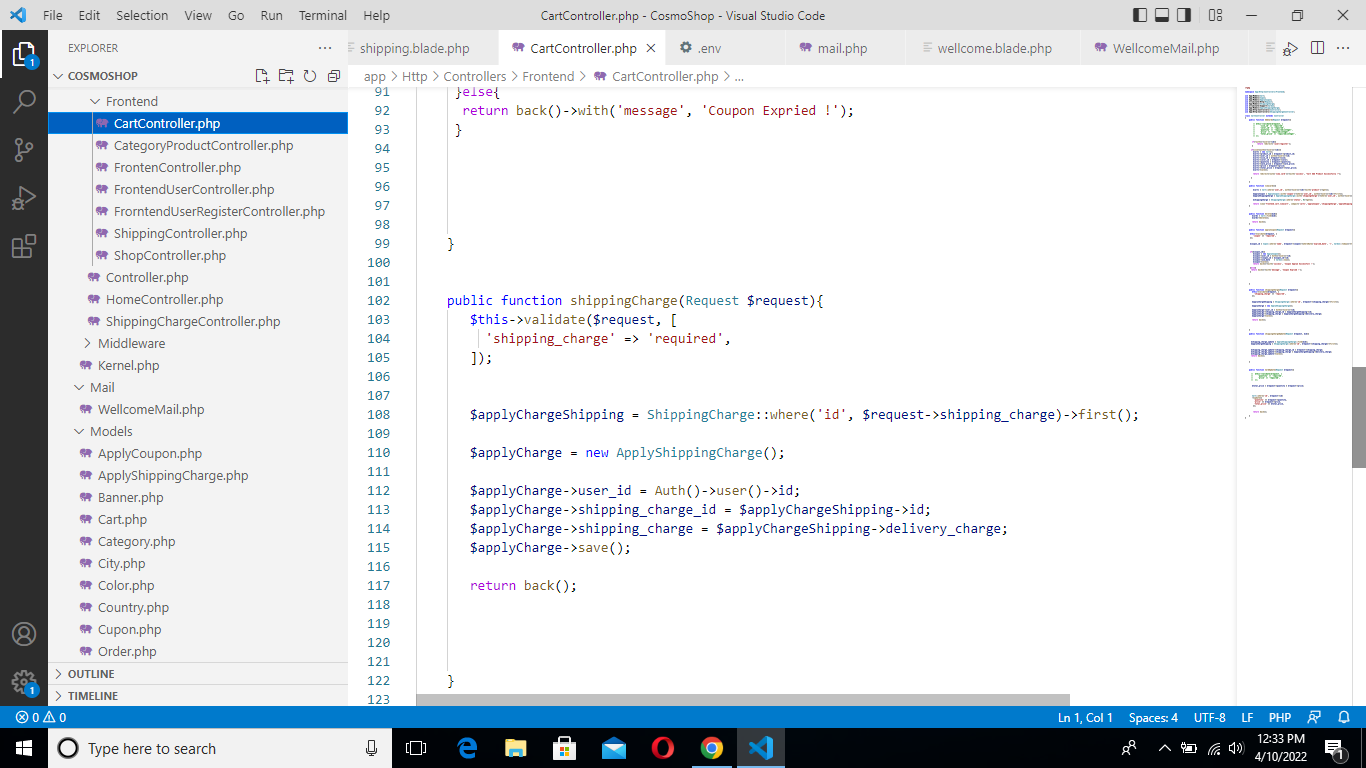 File Edit Selection View Go Run Terminal Help CartController.php - CosmoShop - Visual Studio Code
EXPLORER
shipping.blade.php CartController.php .env mail.php wellcome.blade.php WellcomeMail.php
COSMOSHOP
app > Http > Controllers > Frontend > CartController.php > ...
Frontend
CartController.php
CategoryProductController.php
FrontenController.php
FrontendUserController.php
FrorntendUserRegisterController.php
ShippingController.php
ShopController.php
Controller.php
HomeController.php
ShippingChargeController.php
Middleware
Kernel.php
Mail
WellcomeMail.php
Models
ApplyCoupon.php
ApplyShippingCharge.php
Banner.php
Cart.php
Category.php
City.php
Color.php
Country.php
Cupon.php
Order.php
OUTLINE
TIMELINE
91 }else{
92 return back()->with('message', 'Coupon Expried !');
93 }
94
95
96
97
98
99 }
100
101
102 public function shippingCharge(Request $request){
103 $this->validate($request, [
104 'shipping_charge' => 'required',
105 ]);
106
107
108 $applyChargeShipping = ShippingCharge::where('id', $request->shipping_charge)->first();
109
110 $applyCharge = new ApplyShippingCharge();
111
112 $applyCharge->user_id = Auth()->user()->id;
113 $applyCharge->shipping_charge_id = $applyChargeShipping->id;
114 $applyCharge->shipping_charge = $applyChargeShipping->delivery_charge;
115 $applyCharge->save();
116
117 return back();
118
119
120
121
122 }
123
1
1
0 0 Ln 1, Col 1 Spaces: 4 UTF-8 LF PHP
Type here to search
12:33 PM
4/10/2022
1